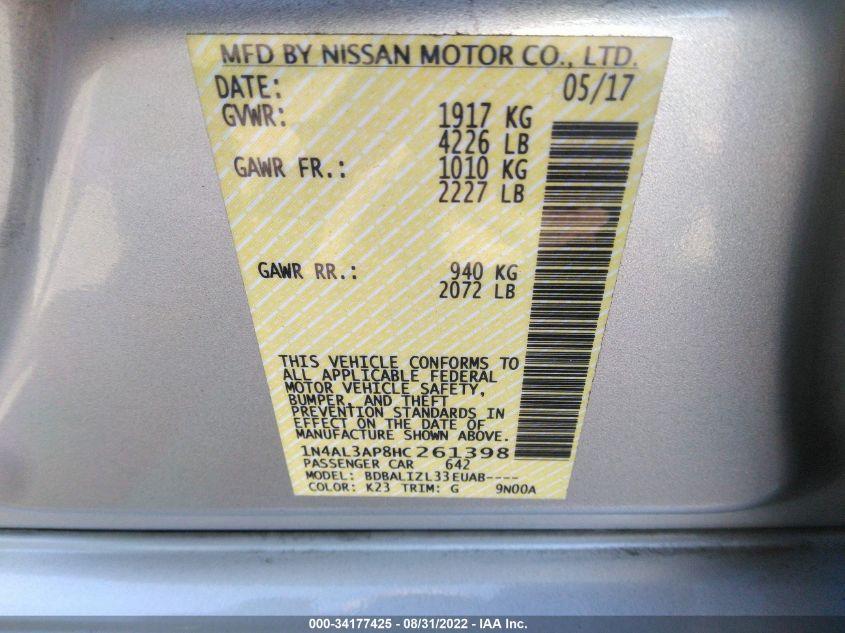 MFD BY NISSAN MOTOR CO., LTD.
DATE: 05/17
GVWR: 1917 KG
4226 LB
GAWR FR.: 1010 KG
2227 LB
GAWR RR.: 940 KG
2072 LB
THIS VEHICLE CONFORMS TO
ALL APPLICABLE FEDERAL
MOTOR VEHICLE SAFETY,
BUMPER, AND THEFT
PREVENTION STANDARDS IN
EFFECT ON THE DATE OF
MANUFACTURE SHOWN ABOVE.
1N4AL3AP8HC261398
PASSENGER CAR 642
MODEL: BDBALIZL33EUAB----
COLOR: K23 TRIM: G 9N00A
000-34177425 - 08/31/2022 - IAA Inc.